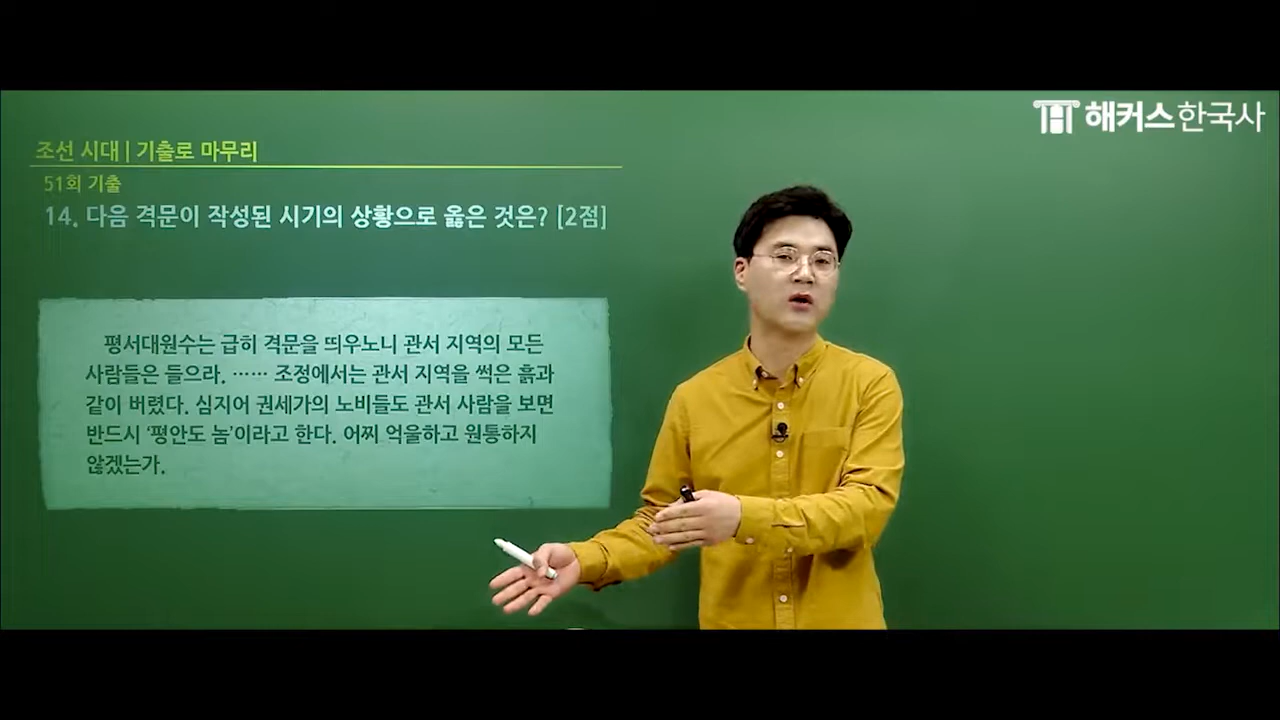 해커스한국사
조선 시대 | 기출로 마무리
51회 기출
14. 다음 격문이 작성된 시기의 상황으로 옳은 것은? [2점]
평서대원수는 급히 격문을 띄우노니 관서 지역의 모든
사람들은 들으라. …… 조정에서는 관서 지역을 썩은 흙과
같이 버렸다. 심지어 권세가의 노비들도 관서 사람을 보면
반드시 ‘평안도 놈’이라고 한다. 어찌 억울하고 원통하지
않겠는가.